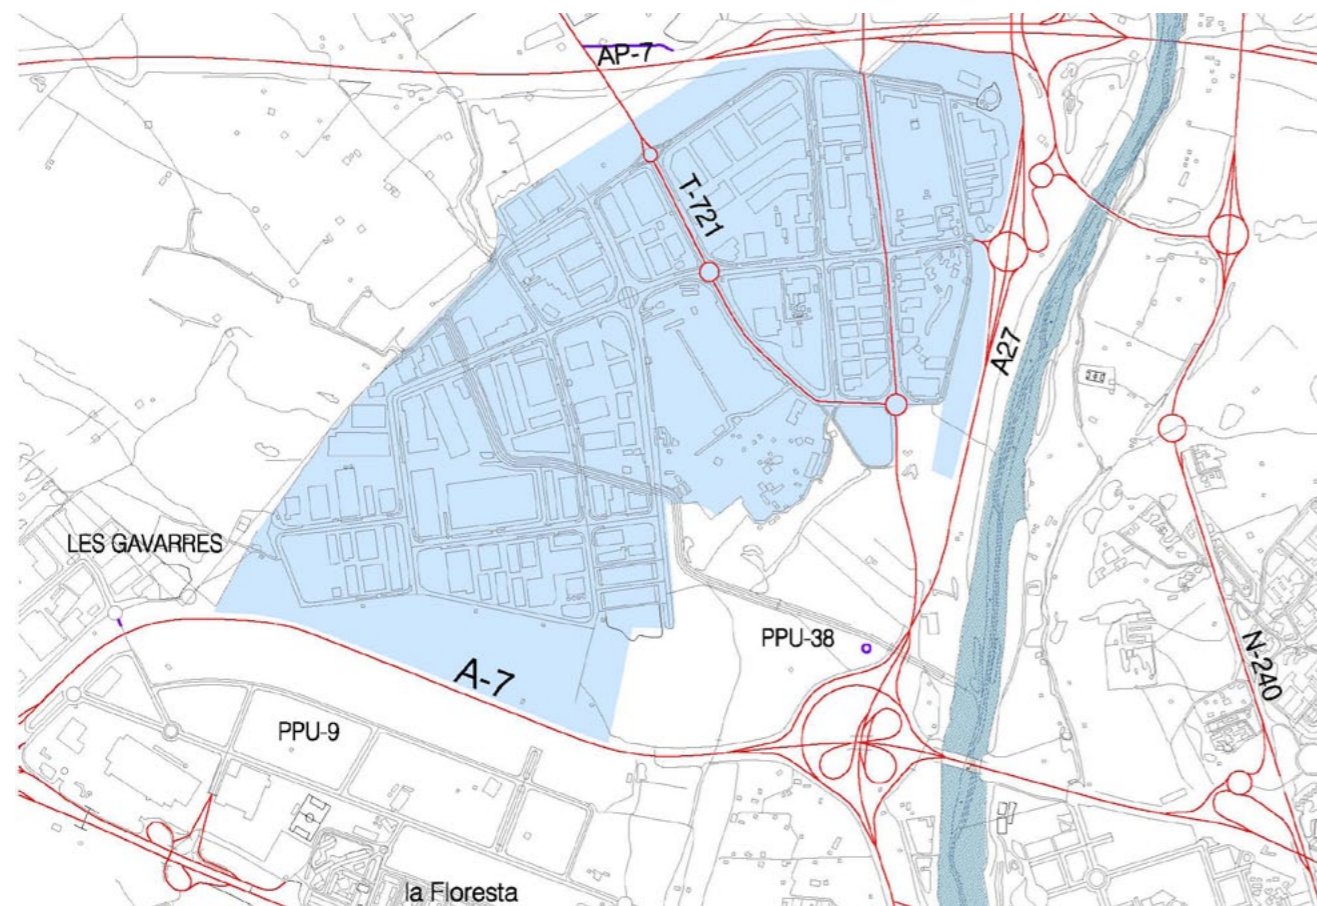 AP-7
T-721
A27
LES GAVARRES
PPU-38
N-240
A-7
PPU-9
la Floresta